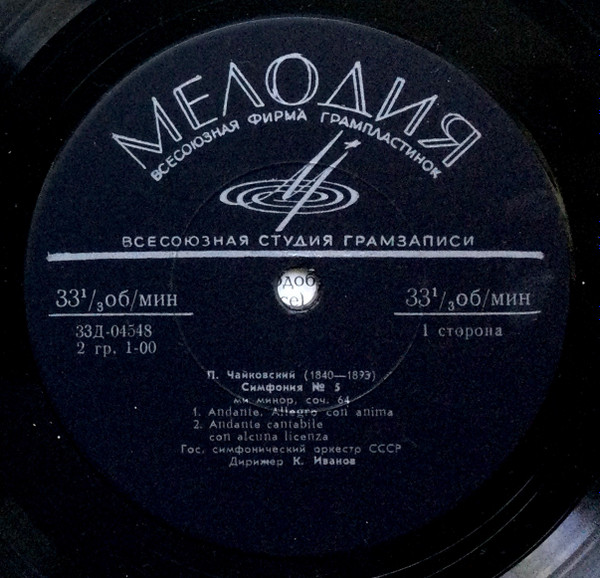 МЕЛОДИЯ
ВСЕСОЮЗНАЯ ФИРМА ГРАМПЛАСТИНОК
ВСЕСОЮЗНАЯ СТУДИЯ ГРАМЗАПИСИ
33¹/₃об/мин
33Д-04548
2 гр. 1-00
33¹/₃об/мин
1 сторона
П. Чайковский (1840—1893)
Симфония № 5
ми минор, соч. 64
1. Andante. Allegro con anima
2. Andante cantabile
con alcuna licenza
Гос. симфонический оркестр СССР
Дирижер К. Иванов